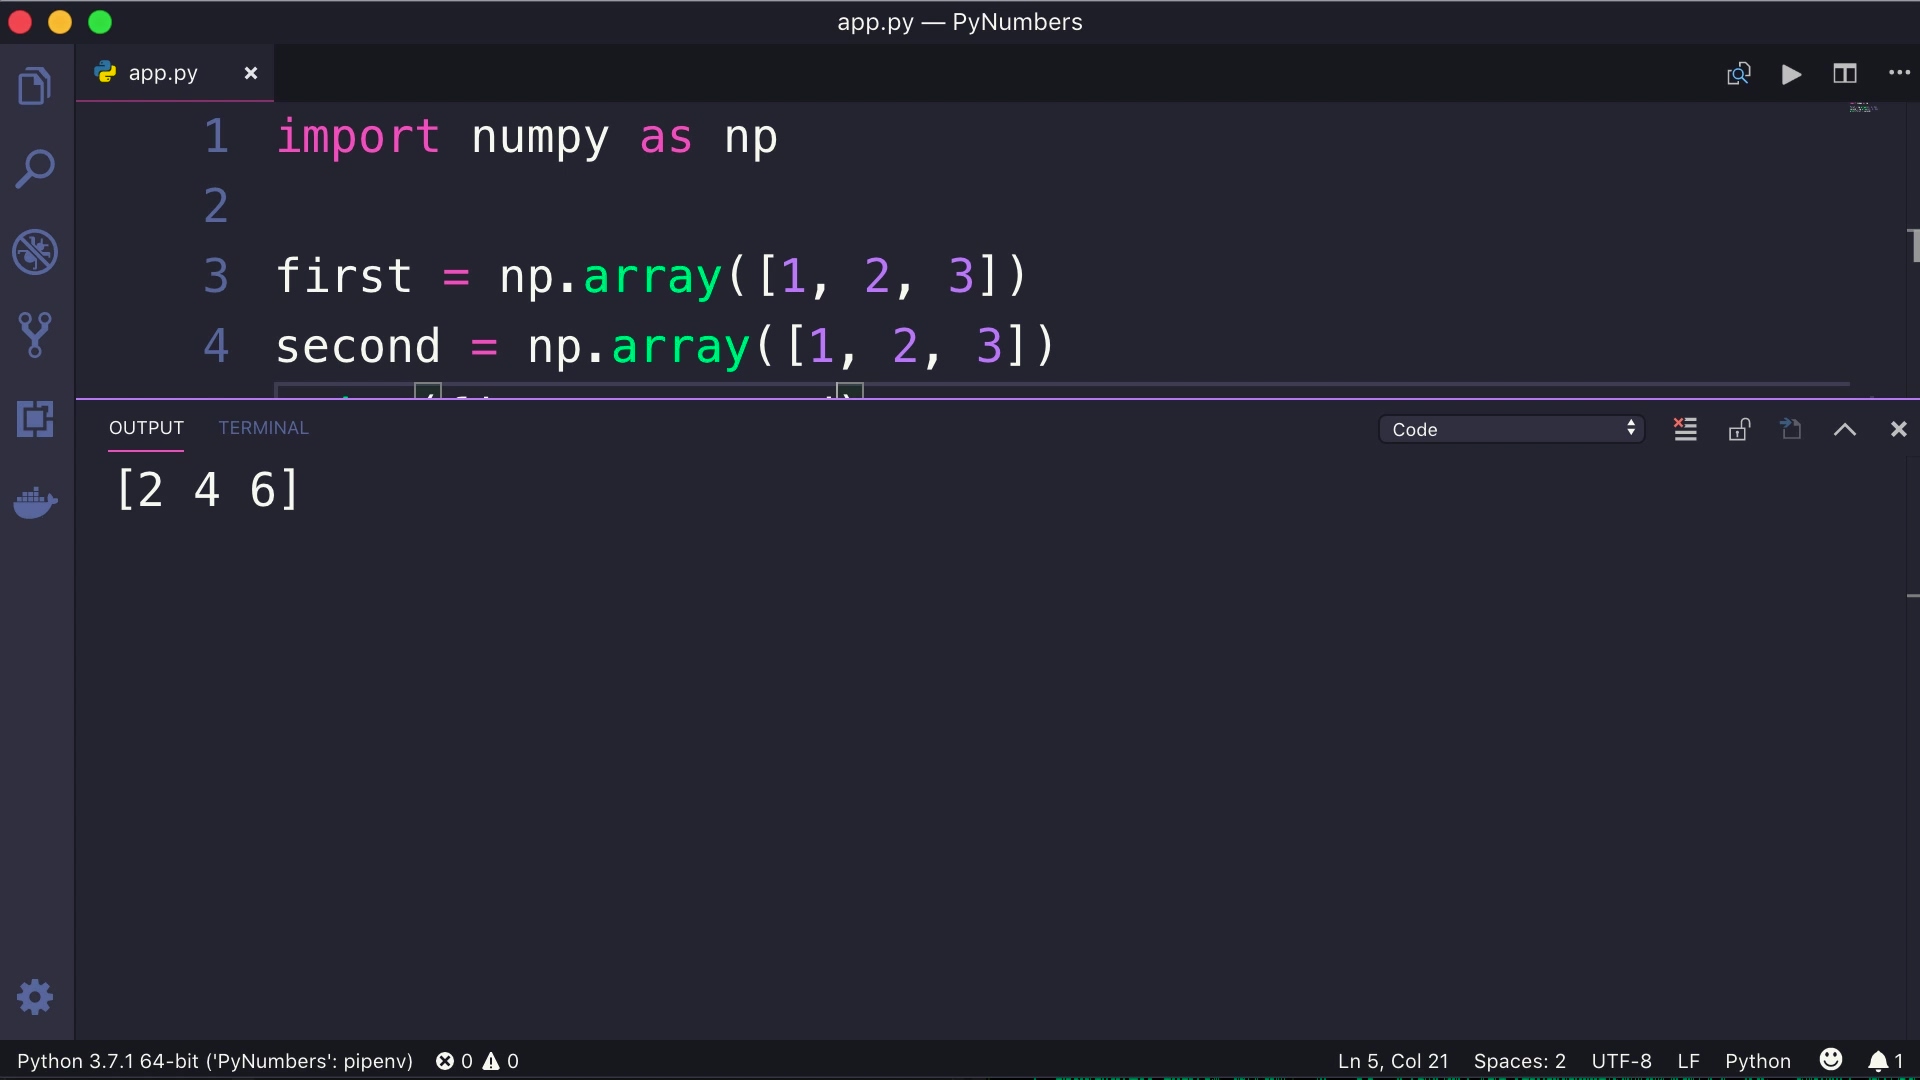 app.py — PyNumbers
app.py
1 import numpy as np
2
3 first = np.array([1, 2, 3])
4 second = np.array([1, 2, 3])
OUTPUT TERMINAL Code
[2 4 6]
Python 3.7.1 64-bit ('PyNumbers': pipenv) 0 0 Ln 5, Col 21 Spaces: 2 UTF-8 LF Python 1